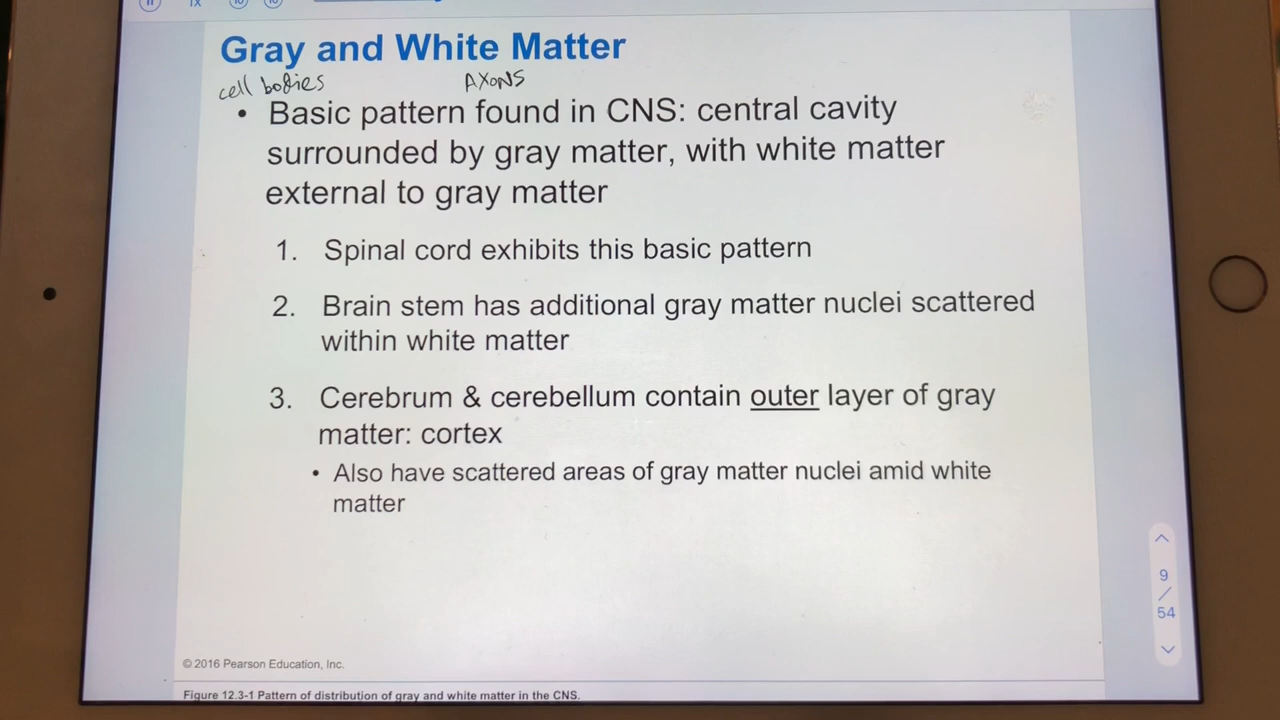 1x
10
10
Gray and White Matter
cell bodies AXONS
• Basic pattern found in CNS: central cavity
surrounded by gray matter, with white matter
external to gray matter
1. Spinal cord exhibits this basic pattern
2. Brain stem has additional gray matter nuclei scattered
within white matter
3. Cerebrum & cerebellum contain outer layer of gray
matter: cortex
• Also have scattered areas of gray matter nuclei amid white
matter
9
/
54
© 2016 Pearson Education, Inc.
Figure 12.3-1 Pattern of distribution of gray and white matter in the CNS.